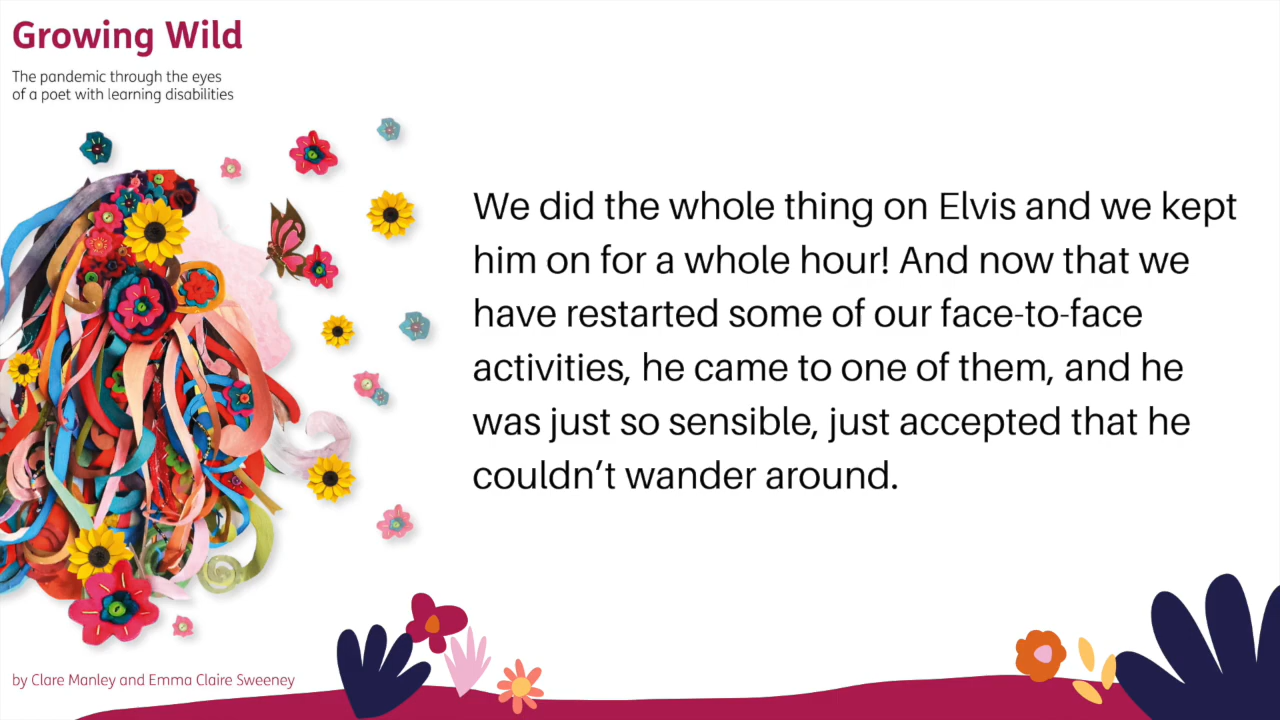 Growing Wild
The pandemic through the eyes
of a poet with learning disabilities
We did the whole thing on Elvis and we kept
him on for a whole hour! And now that we
have restarted some of our face-to-face
activities, he came to one of them, and he
was just so sensible, just accepted that he
couldn’t wander around.
by Clare Manley and Emma Claire Sweeney